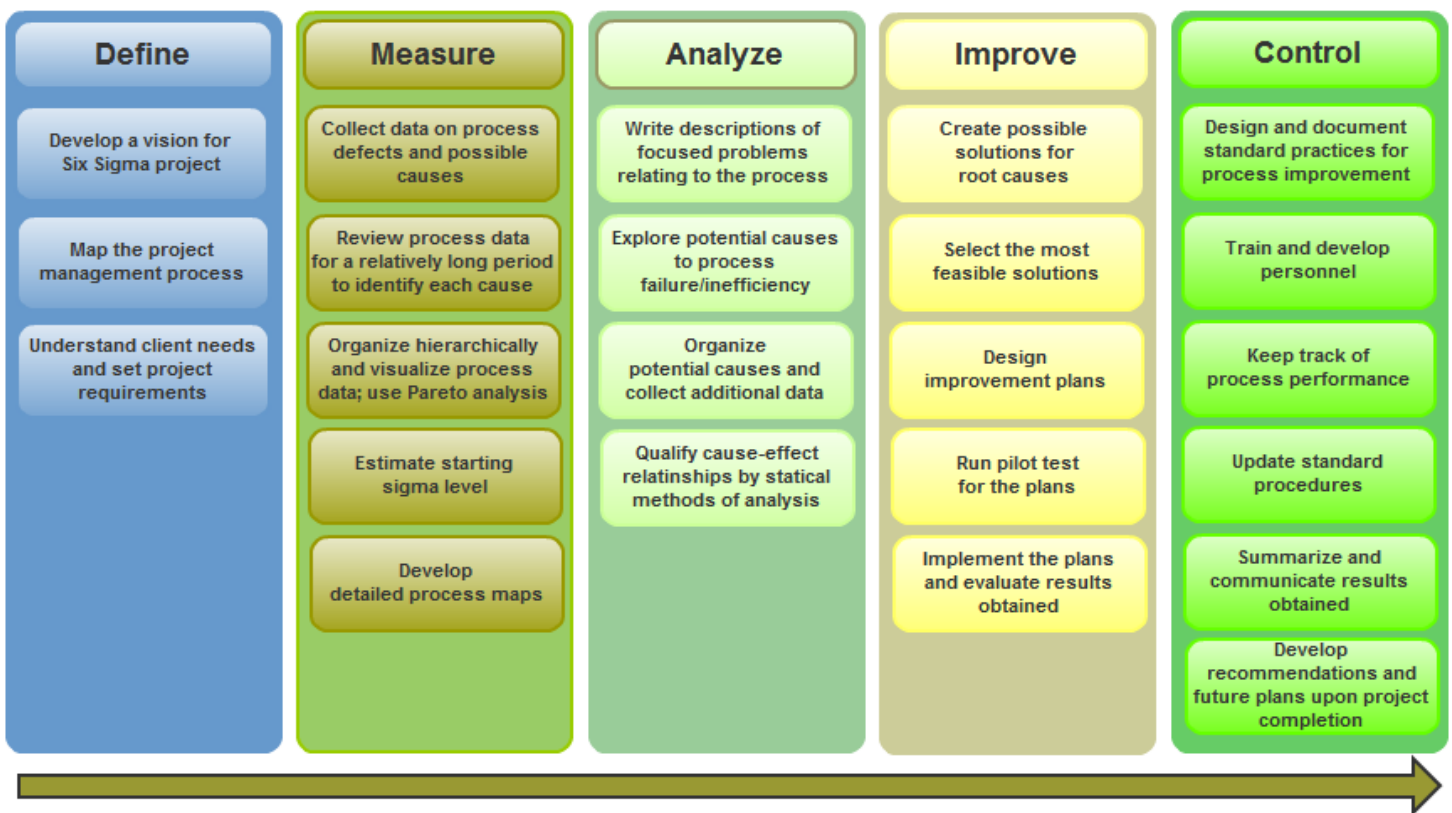 Define
Develop a vision for
Six Sigma project
Map the project
management process
Understand client needs
and set project
requirements
Measure
Collect data on process
defects and possible
causes
Review process data
for a relatively long period
to identify each cause
Organize hierarchically
and visualize process
data; use Pareto analysis
Estimate starting
sigma level
Develop
detailed process maps
Analyze
Write descriptions of
focused problems
relating to the process
Explore potential causes
to process
failure/inefficiency
Organize
potential causes and
collect additional data
Qualify cause-effect
relatinships by statical
methods of analysis
Improve
Create possible
solutions for
root causes
Select the most
feasible solutions
Design
improvement plans
Run pilot test
for the plans
Implement the plans
and evaluate results
obtained
Control
Design and document
standard practices for
process improvement
Train and develop
personnel
Keep track of
process performance
Update standard
procedures
Summarize and
communicate results
obtained
Develop
recommendations and
future plans upon project
completion